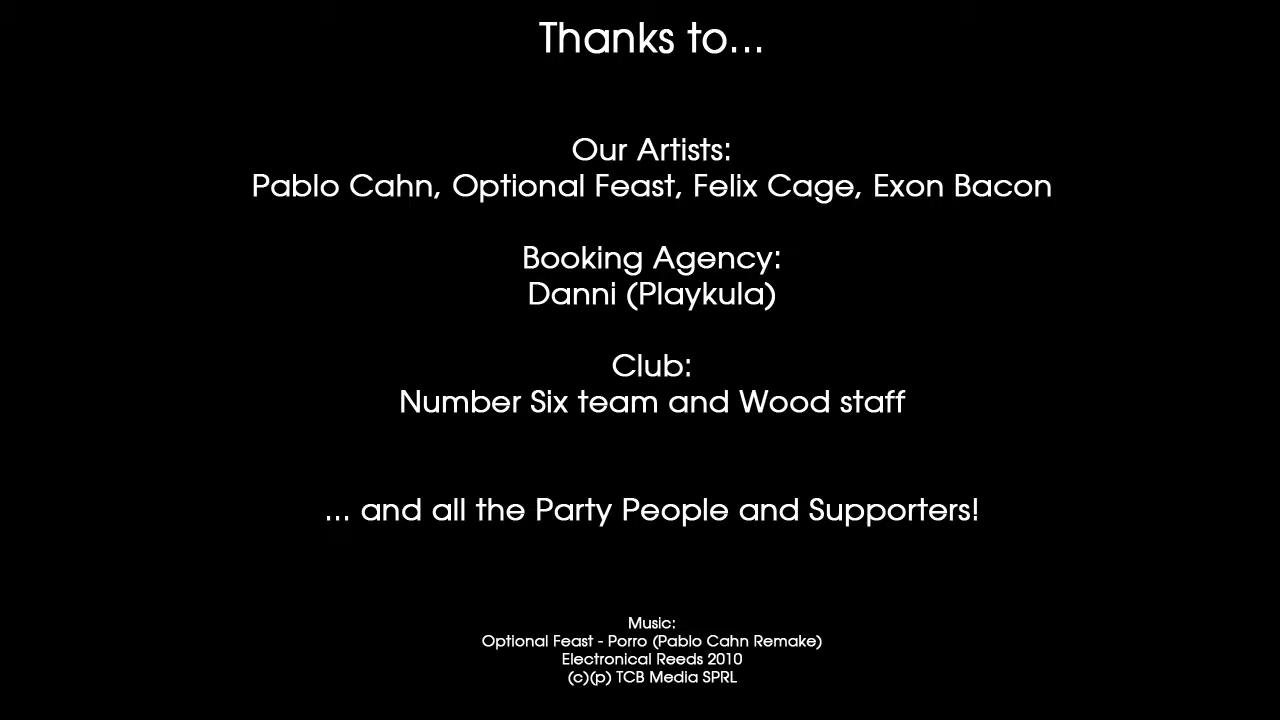 Thanks to...
Our Artists:
Pablo Cahn, Optional Feast, Felix Cage, Exon Bacon
Booking Agency:
Danni (Playkula)
Club:
Number Six team and Wood staff
... and all the Party People and Supporters!
Music:
Optional Feast - Porro (Pablo Cahn Remake)
Electronical Reeds 2010
(c)(p) TCB Media SPRL